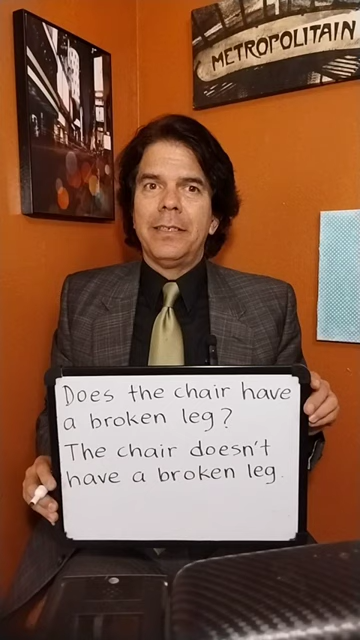 METROPOLITAIN
Does the chair have
a broken leg?
The chair doesn't
have a broken leg.